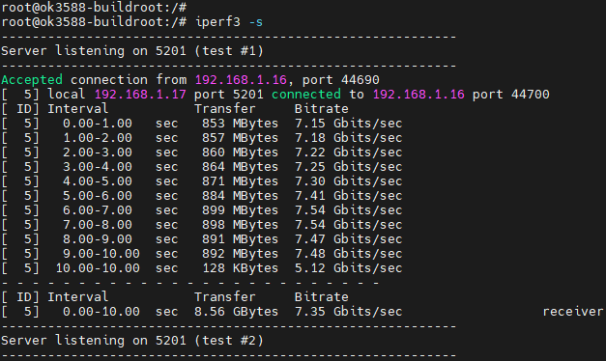 root@ok3588-buildroot:/#
root@ok3588-buildroot:/# iperf3 -s
-----------------------------------------------------------
Server listening on 5201 (test #1)
-----------------------------------------------------------
Accepted connection from 192.168.1.16, port 44690
[  5] local 192.168.1.17 port 5201 connected to 192.168.1.16 port 44700
[ ID] Interval           Transfer     Bitrate
[  5]   0.00-1.00   sec   853 MBytes  7.15 Gbits/sec
[  5]   1.00-2.00   sec   857 MBytes  7.18 Gbits/sec
[  5]   2.00-3.00   sec   860 MBytes  7.22 Gbits/sec
[  5]   3.00-4.00   sec   864 MBytes  7.25 Gbits/sec
[  5]   4.00-5.00   sec   871 MBytes  7.30 Gbits/sec
[  5]   5.00-6.00   sec   884 MBytes  7.41 Gbits/sec
[  5]   6.00-7.00   sec   899 MBytes  7.54 Gbits/sec
[  5]   7.00-8.00   sec   898 MBytes  7.54 Gbits/sec
[  5]   8.00-9.00   sec   891 MBytes  7.47 Gbits/sec
[  5]   9.00-10.00  sec   892 MBytes  7.48 Gbits/sec
[  5]  10.00-10.00  sec   128 KBytes  5.12 Gbits/sec
- - - - - - - - - - - - - - - - - - - - - - - - -
[ ID] Interval           Transfer     Bitrate
[  5]   0.00-10.00  sec  8.56 GBytes  7.35 Gbits/sec                  receiver
-----------------------------------------------------------
Server listening on 5201 (test #2)
-----------------------------------------------------------